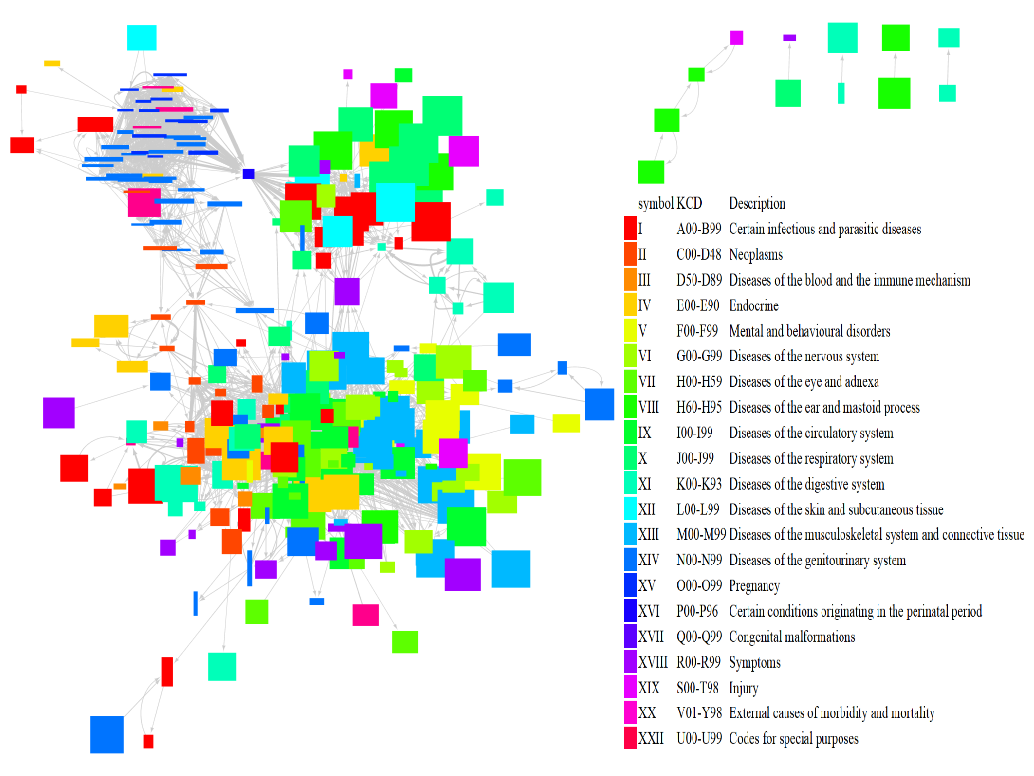 symbol KCD Description
I A00-B99 Certain infectious and parasitic diseases
II C00-D48 Neoplasms
III D50-D89 Diseases of the blood and the immune mechanism
IV E00-E90 Endocrine
V F00-F99 Mental and behavioural disorders
VI G00-G99 Diseases of the nervous system
VII H00-H59 Diseases of the eye and adnexa
VIII H60-H95 Diseases of the ear and mastoid process
IX I00-I99 Diseases of the circulatory system
X J00-J99 Diseases of the respiratory system
XI K00-K93 Diseases of the digestive system
XII L00-L99 Diseases of the skin and subcutaneous tissue
XIII M00-M99 Diseases of the musculoskeletal system and connective tissue
XIV N00-N99 Diseases of the genitourinary system
XV O00-O99 Pregnancy
XVI P00-P96 Certain conditions originating in the perinatal period
XVII Q00-Q99 Congenital malformations
XVIII R00-R99 Symptoms
XIX S00-T98 Injury
XX V01-Y98 External causes of morbidity and mortality
XXII U00-U99 Codes for special purposes